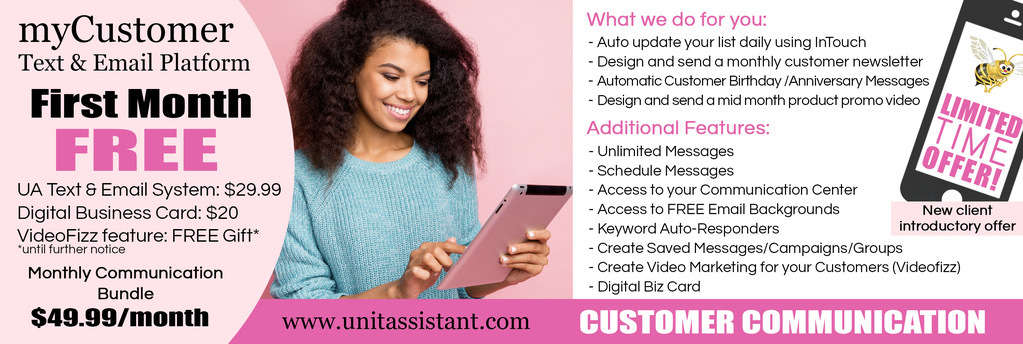 myCustomer
Text & Email Platform
First Month
FREE
UA Text & Email System: $29.99
Digital Business Card: $20
VideoFizz feature: FREE Gift*
*until further notice
Monthly Communication
Bundle
$49.99/month
www.unitassistant.com
What we do for you:
- Auto update your list daily using InTouch
- Design and send a monthly customer newsletter
- Automatic Customer Birthday /Anniversary Messages
- Design and send a mid month product promo video
Additional Features:
- Unlimited Messages
- Schedule Messages
- Access to your Communication Center
- Access to FREE Email Backgrounds
- Keyword Auto-Responders
- Create Saved Messages/Campaigns/Groups
- Create Video Marketing for your Customers (Videofizz)
- Digital Biz Card
LIMITED
TIME
OFFER!
New client
introductory offer
CUSTOMER COMMUNICATION